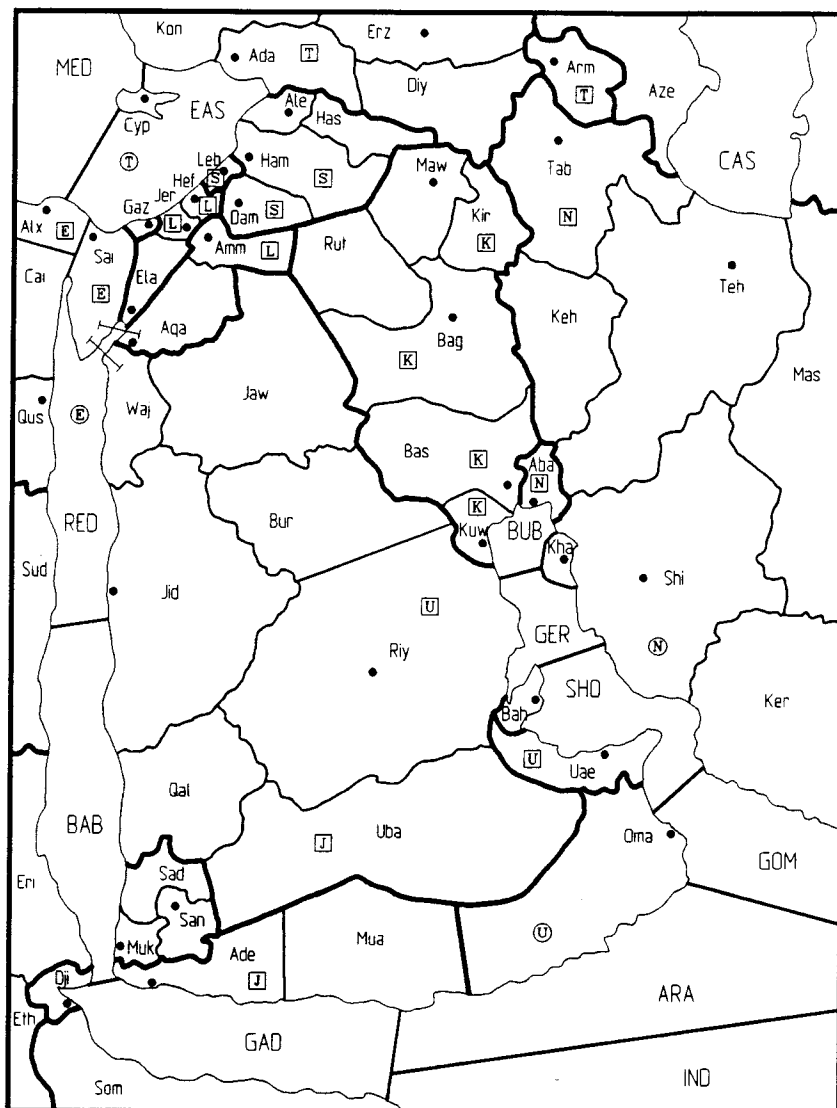 Kon
Ada
T
Erz
Arm
T
Aze
MED
EAS
Cyp
T
Ale
Has
Diy
CAS
Leb
S
Ham
S
Maw
Tab
N
Hef
Jer
L
L
Gaz
Dam
S
Kir
K
Alx
E
Sai
E
Amm
L
Rut
Cai
Ela
Aqa
Bag
K
Keh
Teh
Mas
Qus
E
Waj
Jaw
Bas
K
Aba
N
K
Kuw
BUB
Kha
RED
Bur
Sud
Jid
U
Riy
GER
Shi
N
SHO
Ker
Bah
U
Uae
Qal
BAB
J
Uba
Oma
GOM
Eri
Sad
San
Muk
Ade
J
Mua
U
Dji
Eth
ARA
GAD
Som
IND